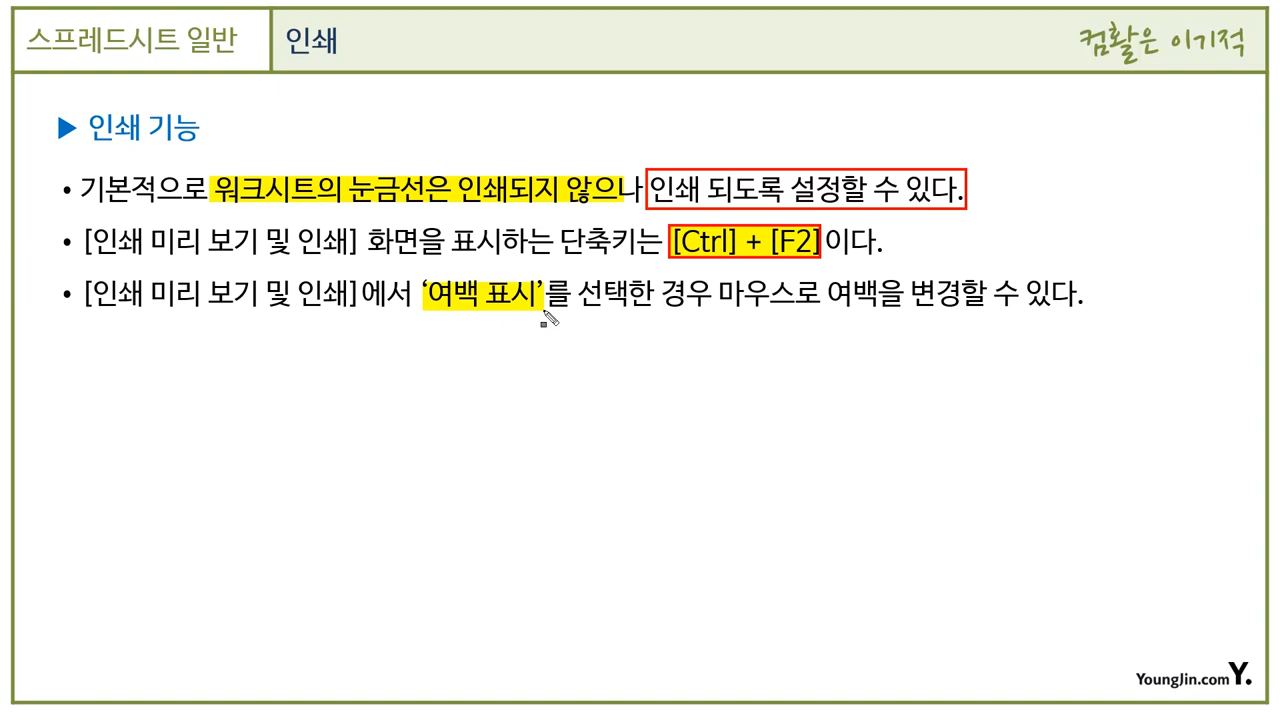 스프레드시트 일반
인쇄
컴활은 이기적
▶ 인쇄 기능
• 기본적으로 워크시트의 눈금선은 인쇄되지 않으나 인쇄 되도록 설정할 수 있다.
• [인쇄 미리 보기 및 인쇄] 화면을 표시하는 단축키는 [Ctrl] + [F2]이다.
• [인쇄 미리 보기 및 인쇄]에서 ‘여백 표시’를 선택한 경우 마우스로 여백을 변경할 수 있다.
YoungJin.com Y.